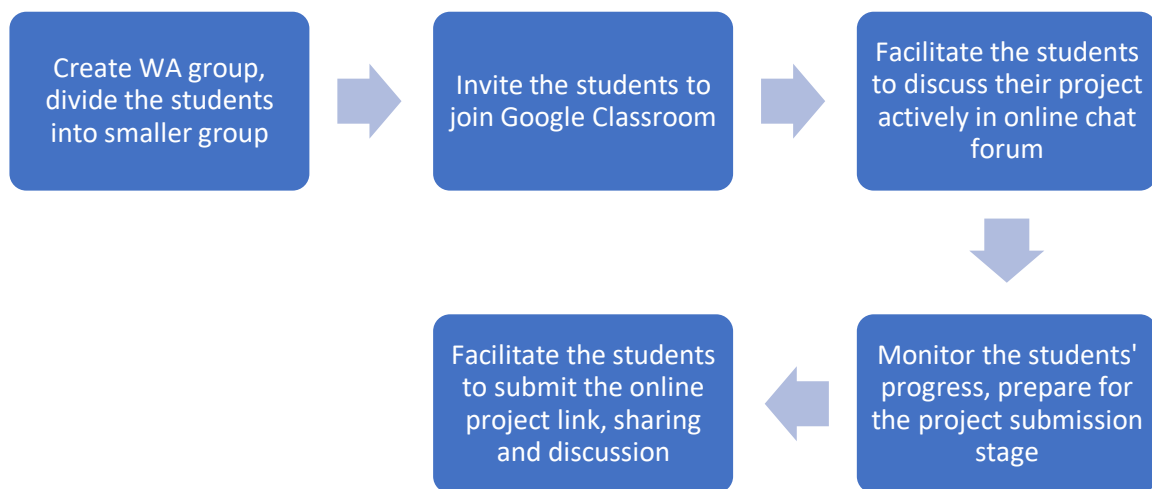 Create WA group,
divide the students
into smaller group
Invite the students to
join Google Classroom
Facilitate the students
to discuss their project
actively in online chat
forum
Monitor the students'
progress, prepare for
the project submission
stage
Facilitate the students
to submit the online
project link, sharing
and discussion